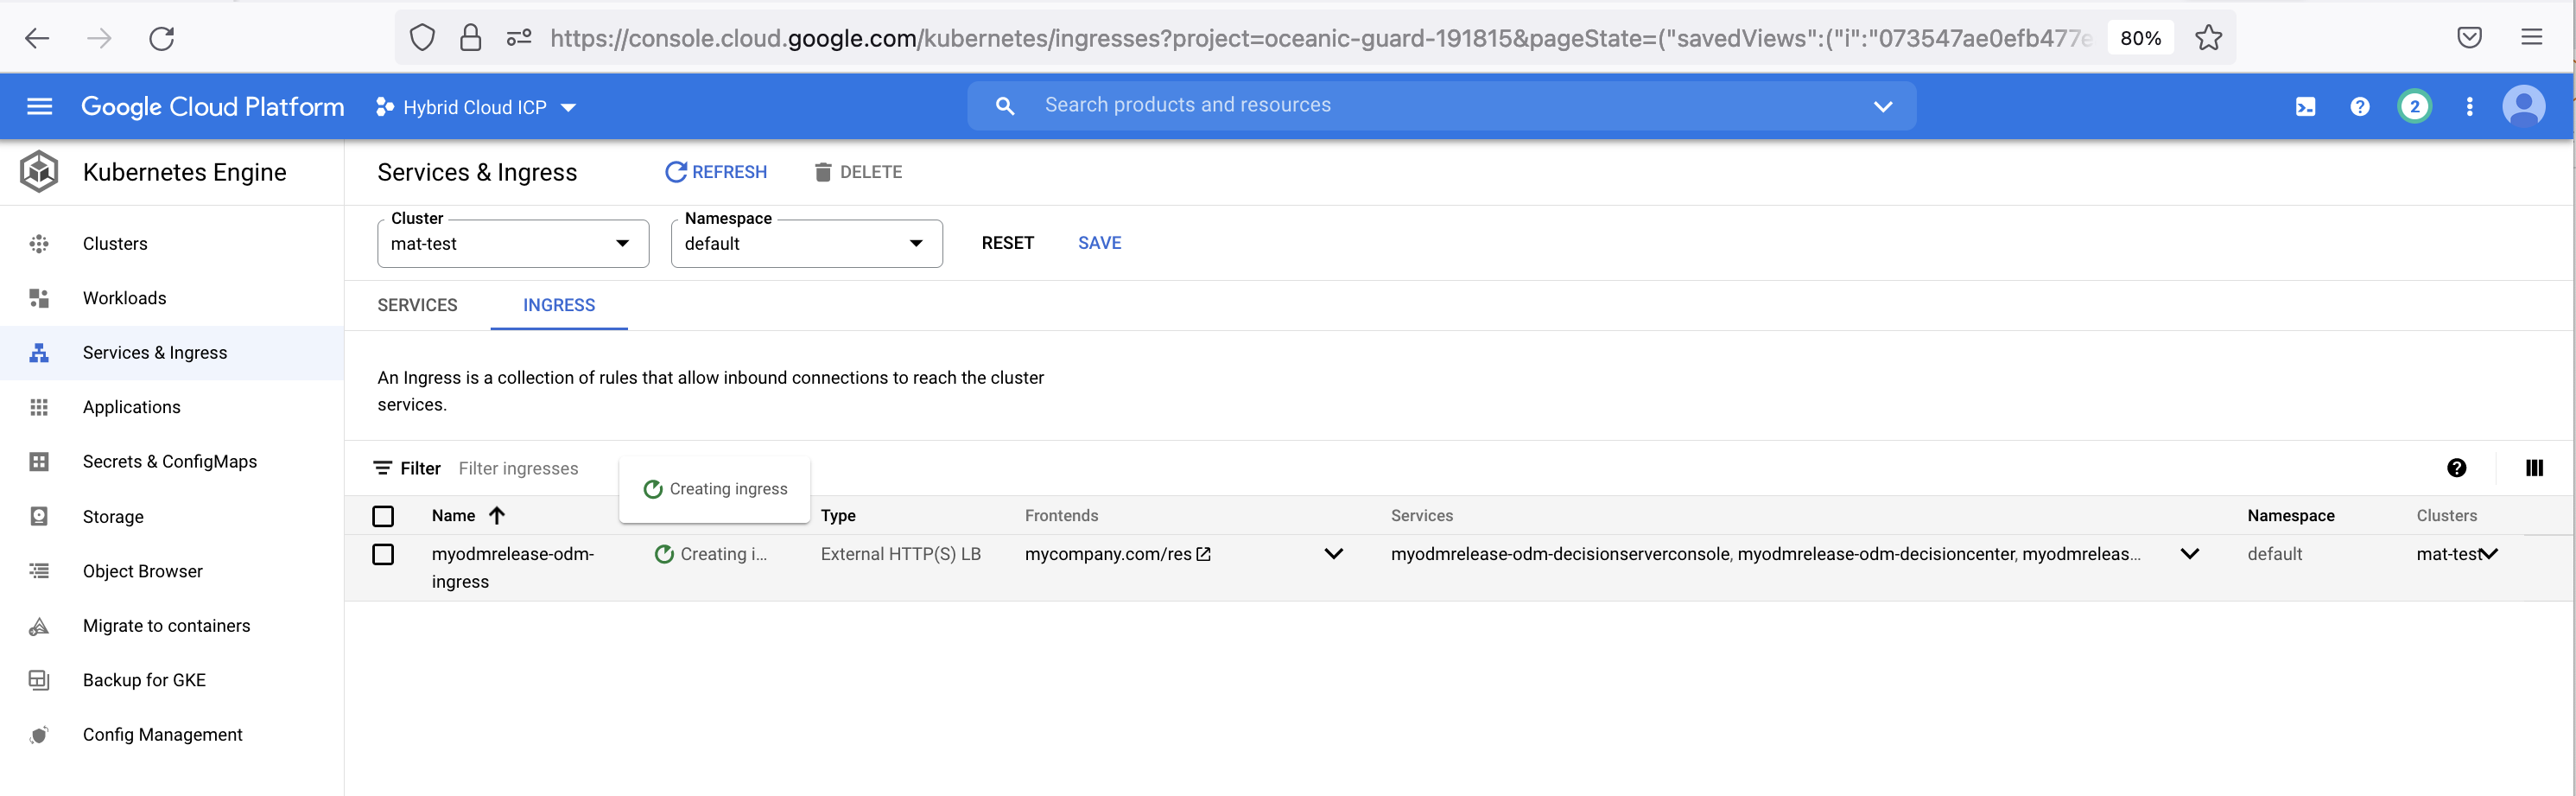 https://console.cloud.google.com/kubernetes/ingresses?project=oceanic-guard-191815&pageState=("savedViews":("i":"073547ae0efb477e
80%
Google Cloud Platform
Hybrid Cloud ICP
Search products and resources
2
Kubernetes Engine
Services & Ingress
REFRESH
DELETE
Clusters
Workloads
Services & Ingress
Applications
Secrets & ConfigMaps
Storage
Object Browser
Migrate to containers
Backup for GKE
Config Management
Cluster
mat-test
Namespace
default
RESET
SAVE
SERVICES
INGRESS
An Ingress is a collection of rules that allow inbound connections to reach the cluster
services.
Filter
Filter ingresses
Creating ingress
Name
Type
Frontends
Services
Namespace
Clusters
myodmrelease-odm-
ingress
Creating i...
External HTTP(S) LB
mycompany.com/res
myodmrelease-odm-decisionserverconsole, myodmrelease-odm-decisioncenter, myodmreleas...
default
mat-test